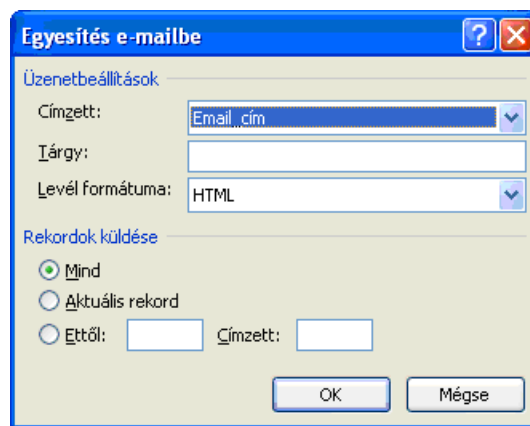 Egyesítés e-mailbe
Üzenetbeállítások
Címzett: Email_cím
Tárgy:
Levél formátuma: HTML
Rekordok küldése
Mind
Aktuális rekord
Ettől: Címzett:
OK Mégse